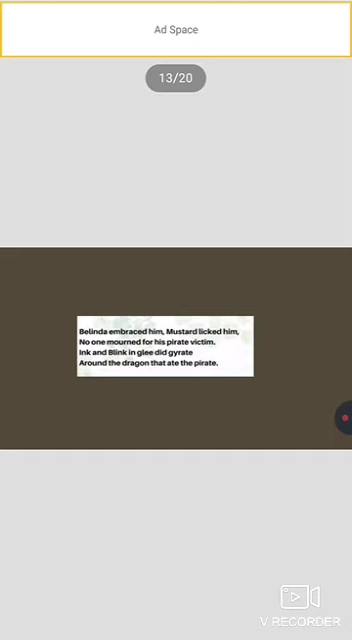 Ad Space
13/20
Belinda embraced him, Mustard licked him,
No one mourned for his pirate victim.
Ink and Blink in glee did gyrate
Around the dragon that ate the pirate.
V RECORDER